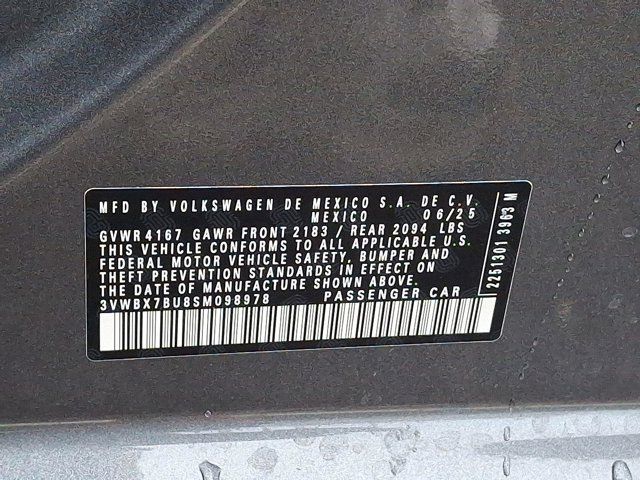 MFD BY VOLKSWAGEN DE MEXICO S.A. DE C.V.
MEXICO 06/25
GVWR 4167 GAWR FRONT 2183 / REAR 2094 LBS
THIS VEHICLE CONFORMS TO ALL APPLICABLE U.S.
FEDERAL MOTOR VEHICLE SAFETY, BUMPER AND
THEFT PREVENTION STANDARDS IN EFFECT ON
THE DATE OF MANUFACTURE SHOWN ABOVE.
3VWBX7BU8SM098978 PASSENGER CAR
2251301 3963 M